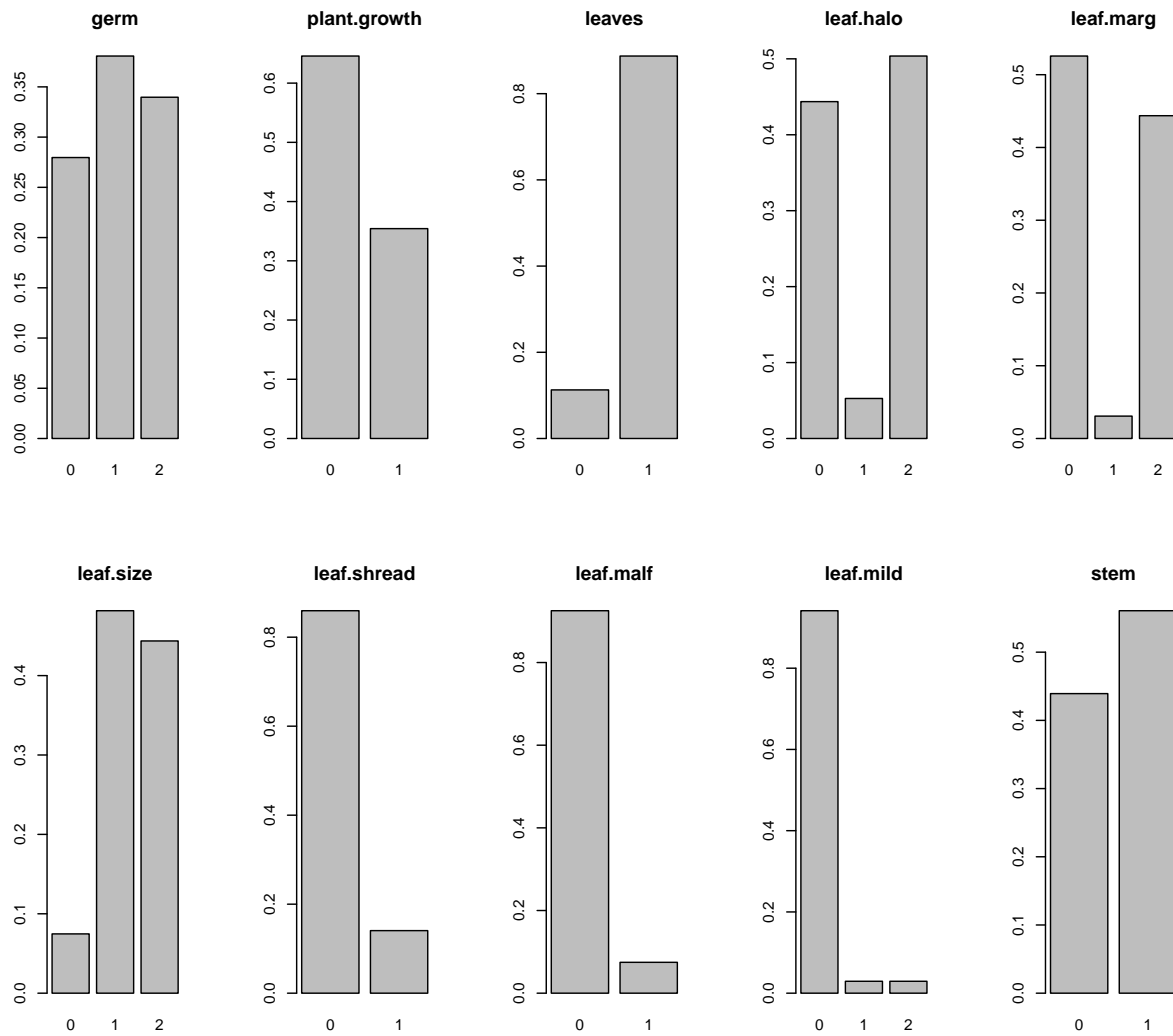 germ
0.00 0.05 0.10 0.15 0.20 0.25 0.30 0.35
0 1 2
plant.growth
0.0 0.1 0.2 0.3 0.4 0.5 0.6
0 1
leaves
0.0 0.2 0.4 0.6 0.8
0 1
leaf.halo
0.0 0.1 0.2 0.3 0.4 0.5
0 1 2
leaf.marg
0.0 0.1 0.2 0.3 0.4 0.5
0 1 2
leaf.size
0.0 0.1 0.2 0.3 0.4
0 1 2
leaf.shread
0.0 0.2 0.4 0.6 0.8
0 1
leaf.malf
0.0 0.2 0.4 0.6 0.8
0 1
leaf.mild
0.0 0.2 0.4 0.6 0.8
0 1 2
stem
0.0 0.1 0.2 0.3 0.4 0.5
0 1